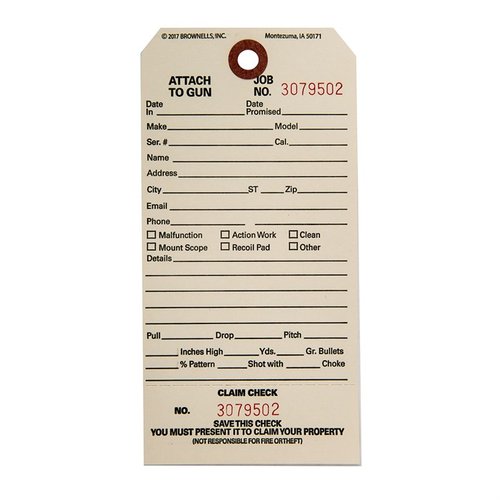 © 2017 BROWNELLS, INC. Montezuma, IA 50171
ATTACH TO GUN
JOB NO. 3079502
Date In Date Promised
Make Model
Ser. # Cal.
Name
Address
City ST Zip
Email
Phone
Malfunction Action Work Clean
Mount Scope Recoil Pad Other
Details
Pull Drop Pitch
Inches High Yds. Gr. Bullets
% Pattern Shot with Choke
CLAIM CHECK
NO. 3079502
SAVE THIS CHECK
YOU MUST PRESENT IT TO CLAIM YOUR PROPERTY
(NOT RESPONSIBLE FOR FIRE OR THEFT)